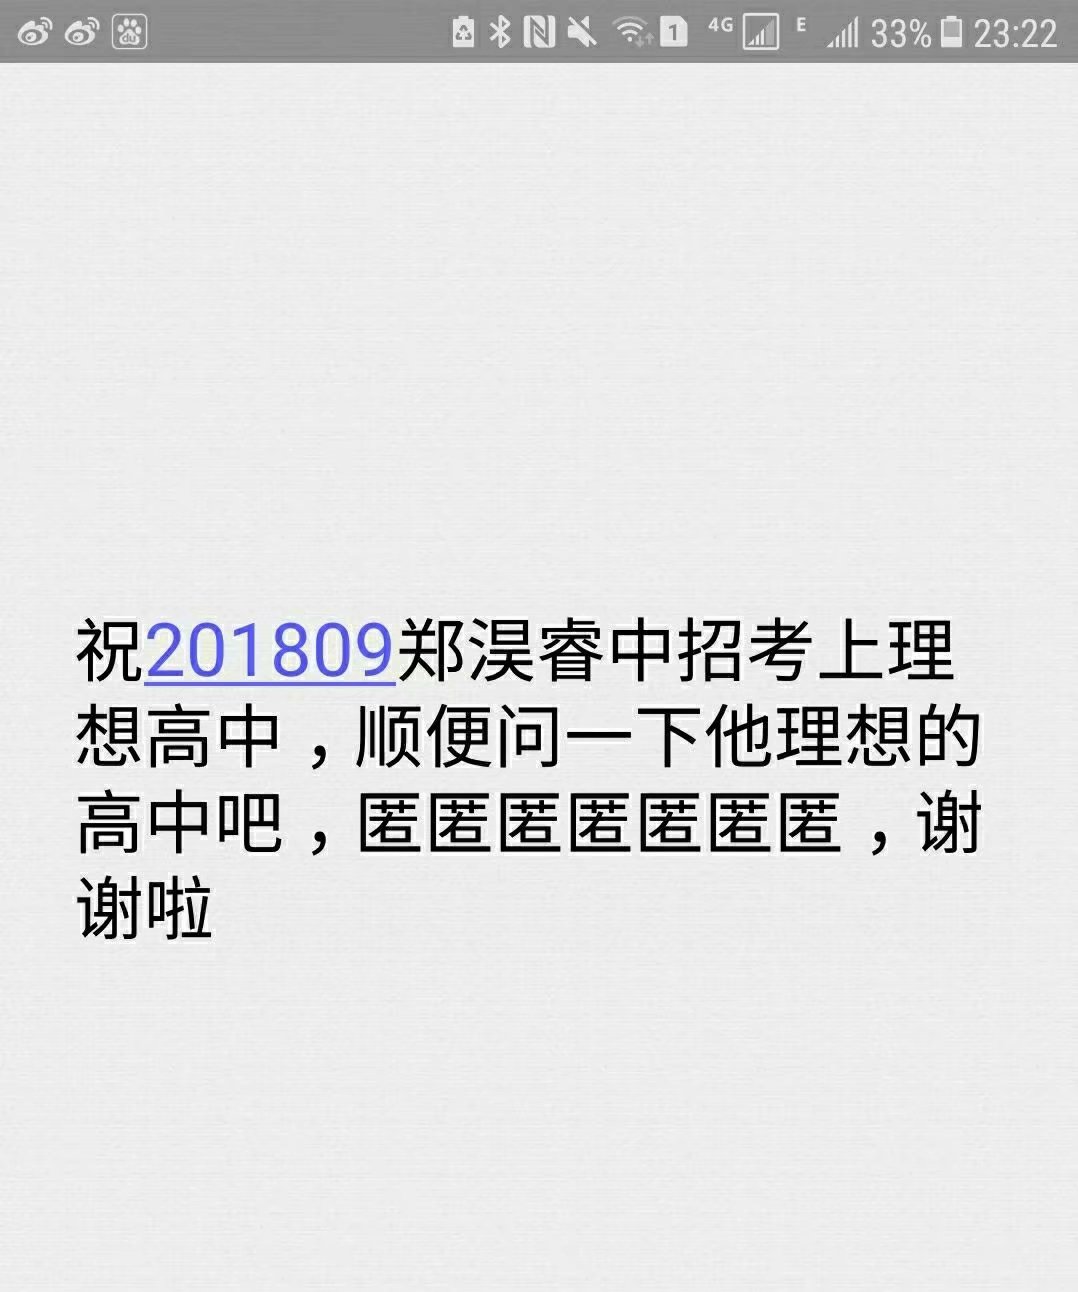 4G E 33% 23:22
祝201809郑淏睿中招考上理
想高中，顺便问一下他理想的
高中吧，匿匿匿匿匿匿匿，谢
谢啦